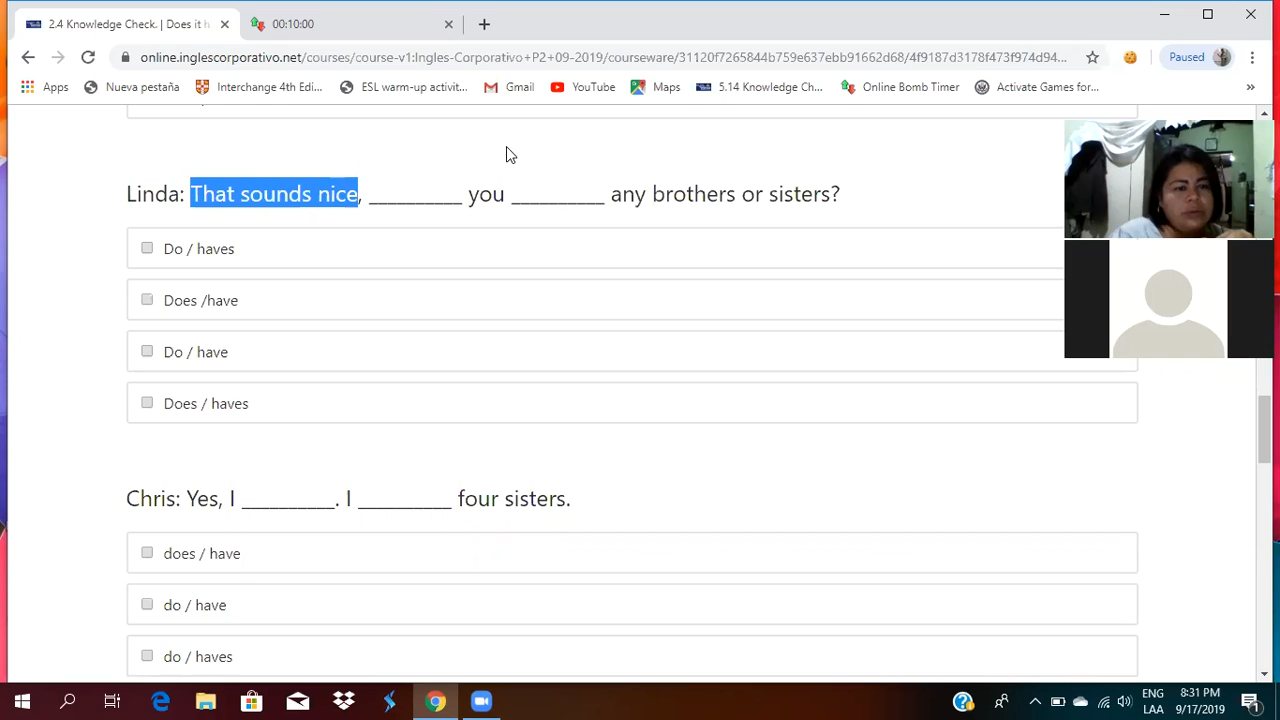 2.4 Knowledge Check. | Does it h
00:10:00
online.inglescorporativo.net/courses/course-v1:Ingles-Corporativo+P2+09-2019/courseware/31120f7265844b759e637ebb91662d68/4f9187d3178f473f974d94...
Paused
Apps
Nueva pestaña
Interchange 4th Edi...
ESL warm-up activit...
Gmail
YouTube
Maps
5.14 Knowledge Ch...
Online Bomb Timer
Activate Games for...
Linda: That sounds nice, __________ you __________ any brothers or sisters?
Do / haves
Does /have
Do / have
Does / haves
Chris: Yes, I __________. I __________ four sisters.
does / have
do / have
do / haves
ENG
LAA
8:31 PM
9/17/2019